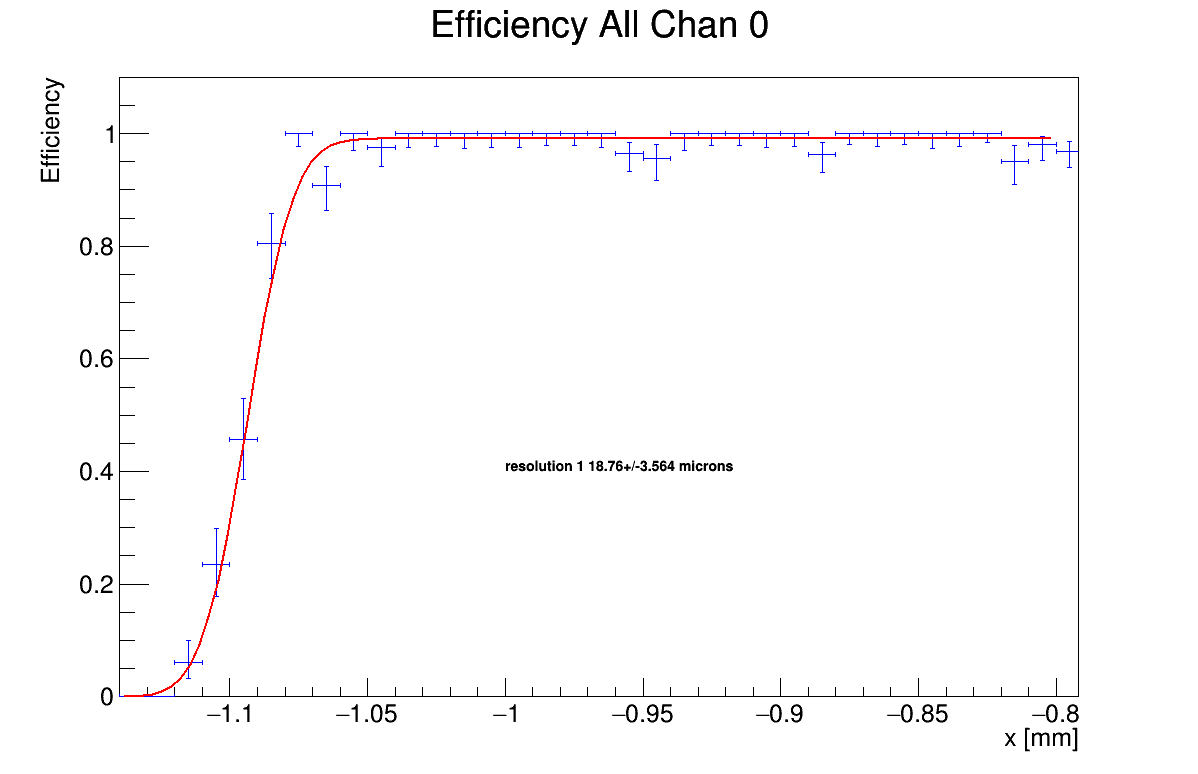 Efficiency All Chan 0
Efficiency
1
0.8
0.6
0.4
0.2
0
resolution 1 18.76+/-3.564 microns
−1.1 −1.05 −1 −0.95 −0.9 −0.85 −0.8
x [mm]